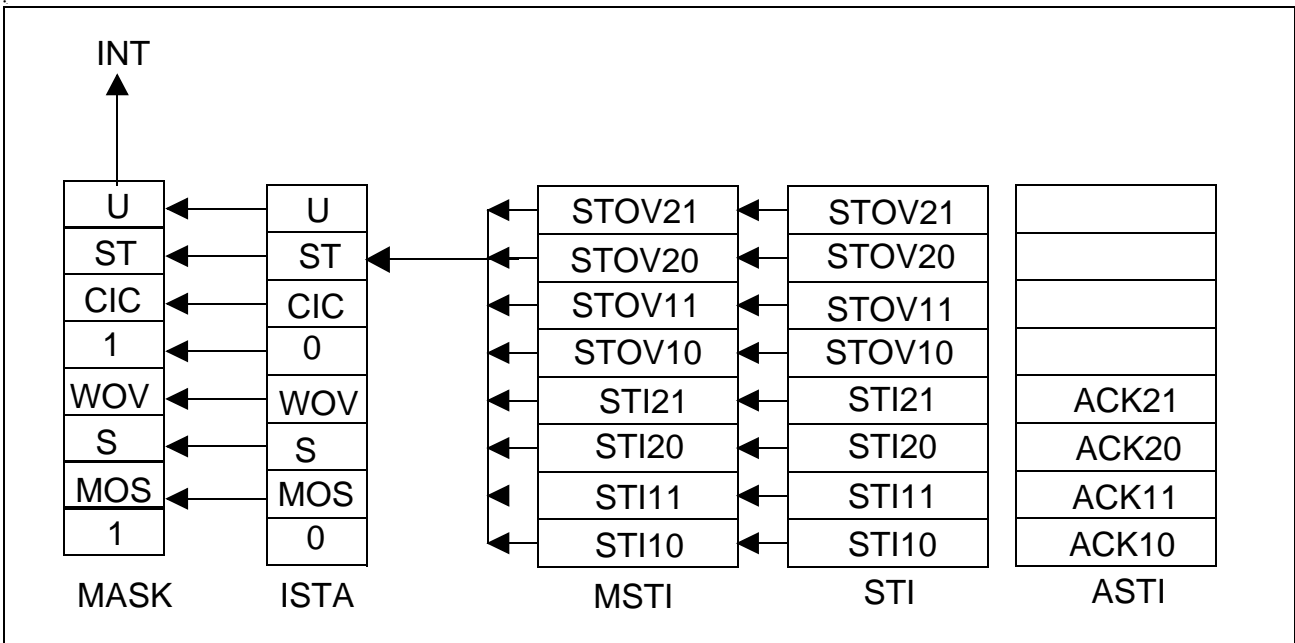 INT
U U STOV21 STOV21
ST ST STOV20 STOV20
CIC CIC STOV11 STOV11
1 0 STOV10 STOV10
WOV WOV STI21 STI21 ACK21
S S STI20 STI20 ACK20
MOS MOS STI11 STI11 ACK11
1 0 STI10 STI10 ACK10
MASK ISTA MSTI STI ASTI